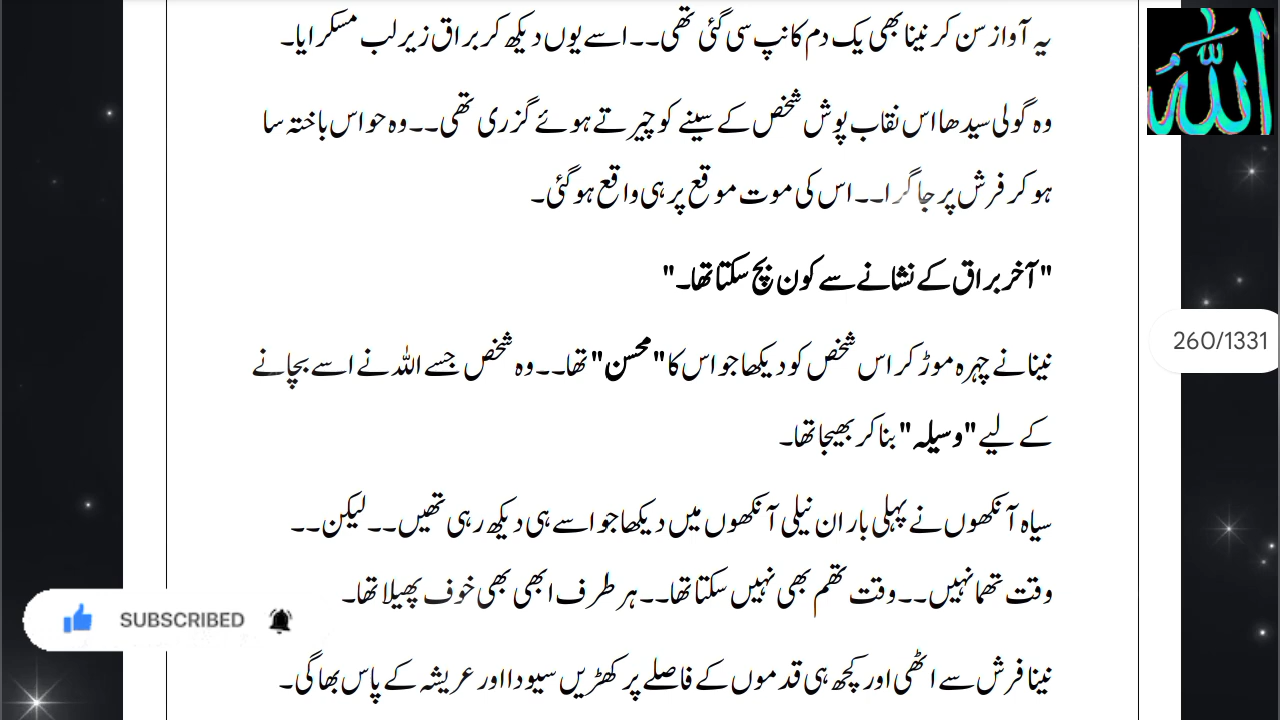 یہ آواز سن کر نینا بھی یک دم کانپ سی گئی تھی۔۔اسے یوں دیکھ کر براق زیر لب مسکرایا۔
وہ گولی سیدھا اس نقاب پوش شخص کے سینے کو چیرتے ہوئے گزری تھی۔۔وہ حواس باختہ سا
ہو کر فرش پر جا گرا۔۔اس کی موت موقع پر ہی واقع ہو گئی۔
"آخر براق کے نشانے سے کون بچ سکتا تھا۔"
نینا نے چہرہ موڑ کر اس شخص کو دیکھا جو اس کا "محسن" تھا۔۔وہ شخص جسے اللہ نے اسے بچانے
کے لیے "وسیلہ" بنا کر بھیجا تھا۔
سیاہ آنکھوں نے پہلی بار ان نیلی آنکھوں میں دیکھا جو اسے ہی دیکھ رہی تھیں۔۔لیکن۔۔
وقت تھما نہیں۔۔وقت تھم بھی نہیں سکتا تھا۔۔ہر طرف ابھی بھی خوف پھیلا تھا۔
نینا فرش سے اٹھی اور کچھ ہی قدموں کے فاصلے پر کھڑیں سیودا اور عریشہ کے پاس بھاگی۔
اللہ
260/1331
SUBSCRIBED